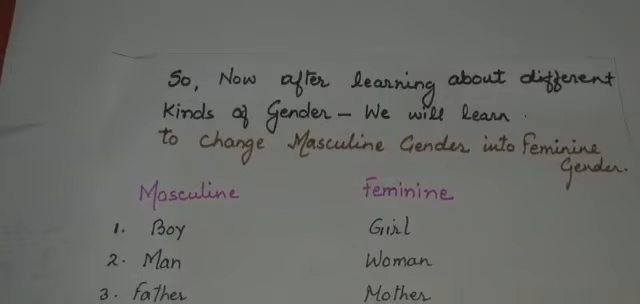 So, Now after learning about different
Kinds of Gender - We will learn.
to change Masculine Gender into Feminine
Gender.
Masculine Feminine
1. Boy Girl
2. Man Woman
3. Father Mother